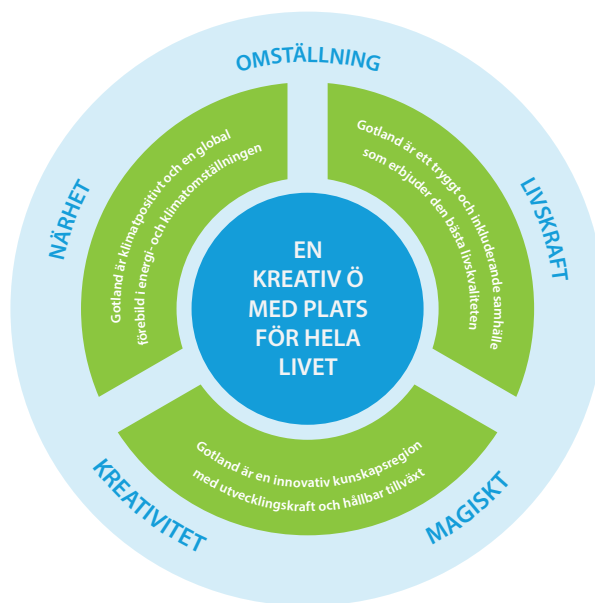 OMSTÄLLNING
NÄRHET
LIVSKRAFT
Gotland är klimatpositivt och en global
förebild i energi- och klimatomställningen
Gotland är ett tryggt och inkluderande samhälle
som erbjuder den bästa livskvaliteten
EN
KREATIV Ö
MED PLATS
FÖR HELA
LIVET
Gotland är en innovativ kunskapsregion
med utvecklingskraft och hållbar tillväxt
KREATIVITET
MAGISKT